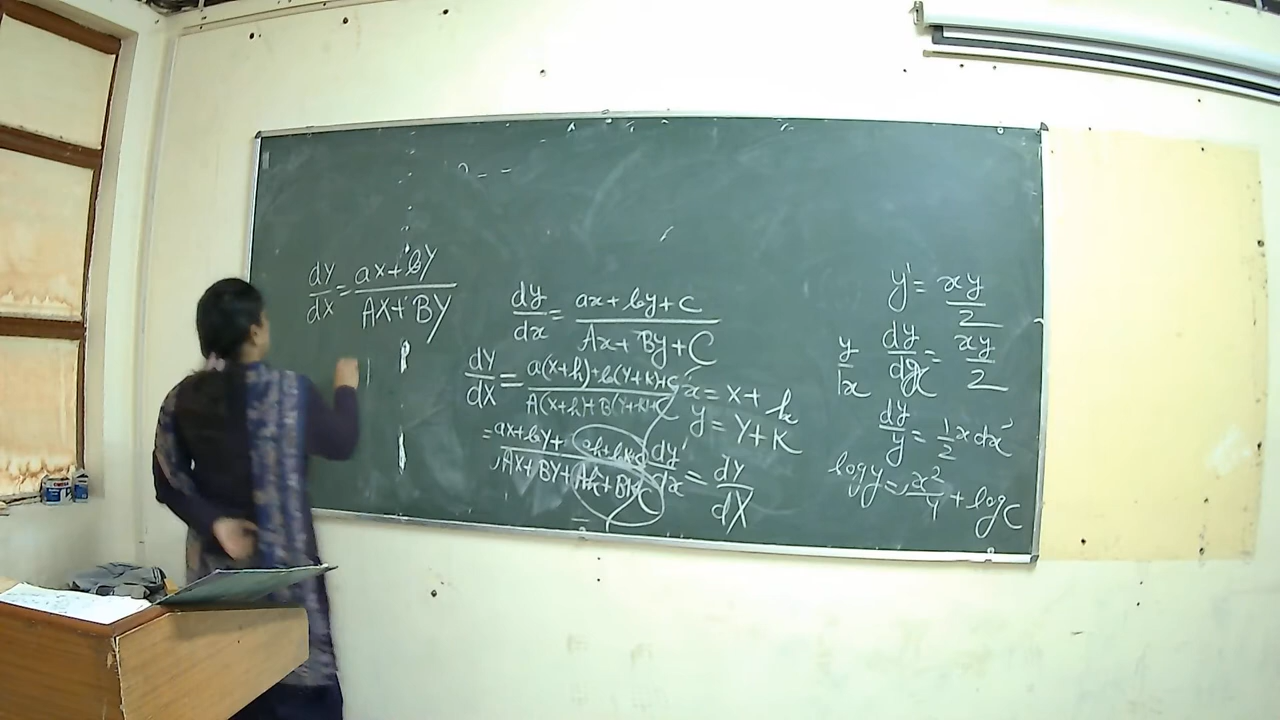 dY/dX = aX+bY / AX+BY
dy/dx = ax+by+c / Ax+By+C
dY/dX = a(X+h)+b(Y+k)+c / A(X+h)+B(Y+k)+C
x = X+h
y = Y+K
= aX+bY+ah+bk+c / AX+BY+Ah+Bk+C
dy/dx = dY/dX
y' = xy/2
y/1x
dy/dx = xy/2
dy/y = 1/2 x dx
log y = x²/4 + log C